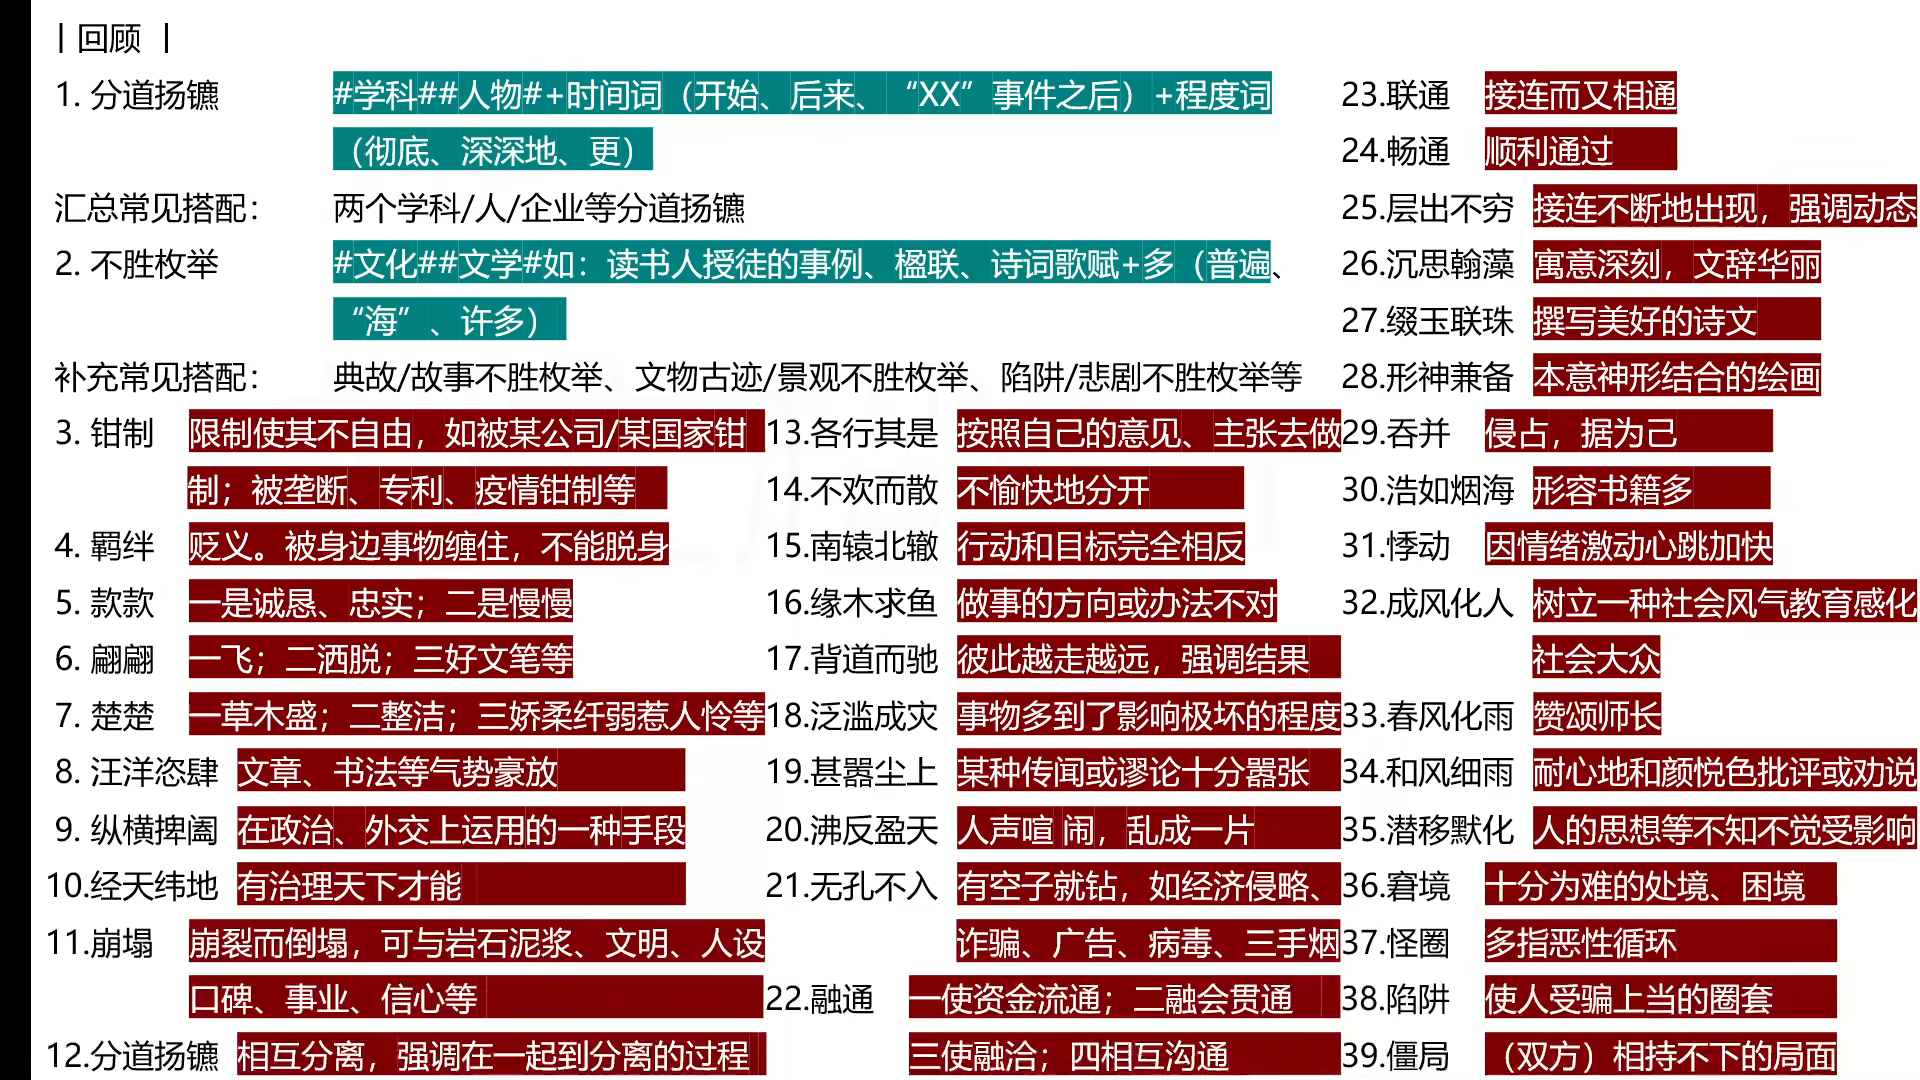 | 回顾 |
1. 分道扬镳 #学科##人物#+时间词（开始、后来、“XX”事件之后）+程度词
（彻底、深深地、更）
汇总常见搭配： 两个学科/人/企业等分道扬镳
2. 不胜枚举 #文化##文学#如：读书人授徒的事例、楹联、诗词歌赋+多（普遍、
“海”、许多）
补充常见搭配： 典故/故事不胜枚举、文物古迹/景观不胜枚举、陷阱/悲剧不胜枚举等
3. 钳制 限制使其不自由，如被某公司/某国家钳
制；被垄断、专利、疫情钳制等
4. 羁绊 贬义。被身边事物缠住，不能脱身
5. 款款 一是诚恳、忠实；二是慢慢
6. 翩翩 一飞；二洒脱；三好文笔等
7. 楚楚 一草木盛；二整洁；三娇柔纤弱惹人怜等
8. 汪洋恣肆 文章、书法等气势豪放
9. 纵横捭阖 在政治、外交上运用的一种手段
10.经天纬地 有治理天下才能
11.崩塌 崩裂而倒塌，可与岩石泥浆、文明、人设
口碑、事业、信心等
12.分道扬镳 相互分离，强调在一起到分离的过程
13.各行其是 按照自己的意见、主张去做
14.不欢而散 不愉快地分开
15.南辕北辙 行动和目标完全相反
16.缘木求鱼 做事的方向或办法不对
17.背道而驰 彼此越走越远，强调结果
18.泛滥成灾 事物多到了影响极坏的程度
19.甚嚣尘上 某种传闻或谬论十分嚣张
20.沸反盈天 人声喧 闹，乱成一片
21.无孔不入 有空子就钻，如经济侵略、
诈骗、广告、病毒、三手烟
22.融通 一使资金流通；二融会贯通
三使融洽；四相互沟通
23.联通 接连而又相通
24.畅通 顺利通过
25.层出不穷 接连不断地出现，强调动态
26.沉思翰藻 寓意深刻，文辞华丽
27.缀玉联珠 撰写美好的诗文
28.形神兼备 本意神形结合的绘画
29.吞并 侵占，据为己
30.浩如烟海 形容书籍多
31.悸动 因情绪激动心跳加快
32.成风化人 树立一种社会风气教育感化
社会大众
33.春风化雨 赞颂师长
34.和风细雨 耐心地和颜悦色批评或劝说
35.潜移默化 人的思想等不知不觉受影响
36.窘境 十分为难的处境、困境
37.怪圈 多指恶性循环
38.陷阱 使人受骗上当的圈套
39.僵局 （双方）相持不下的局面